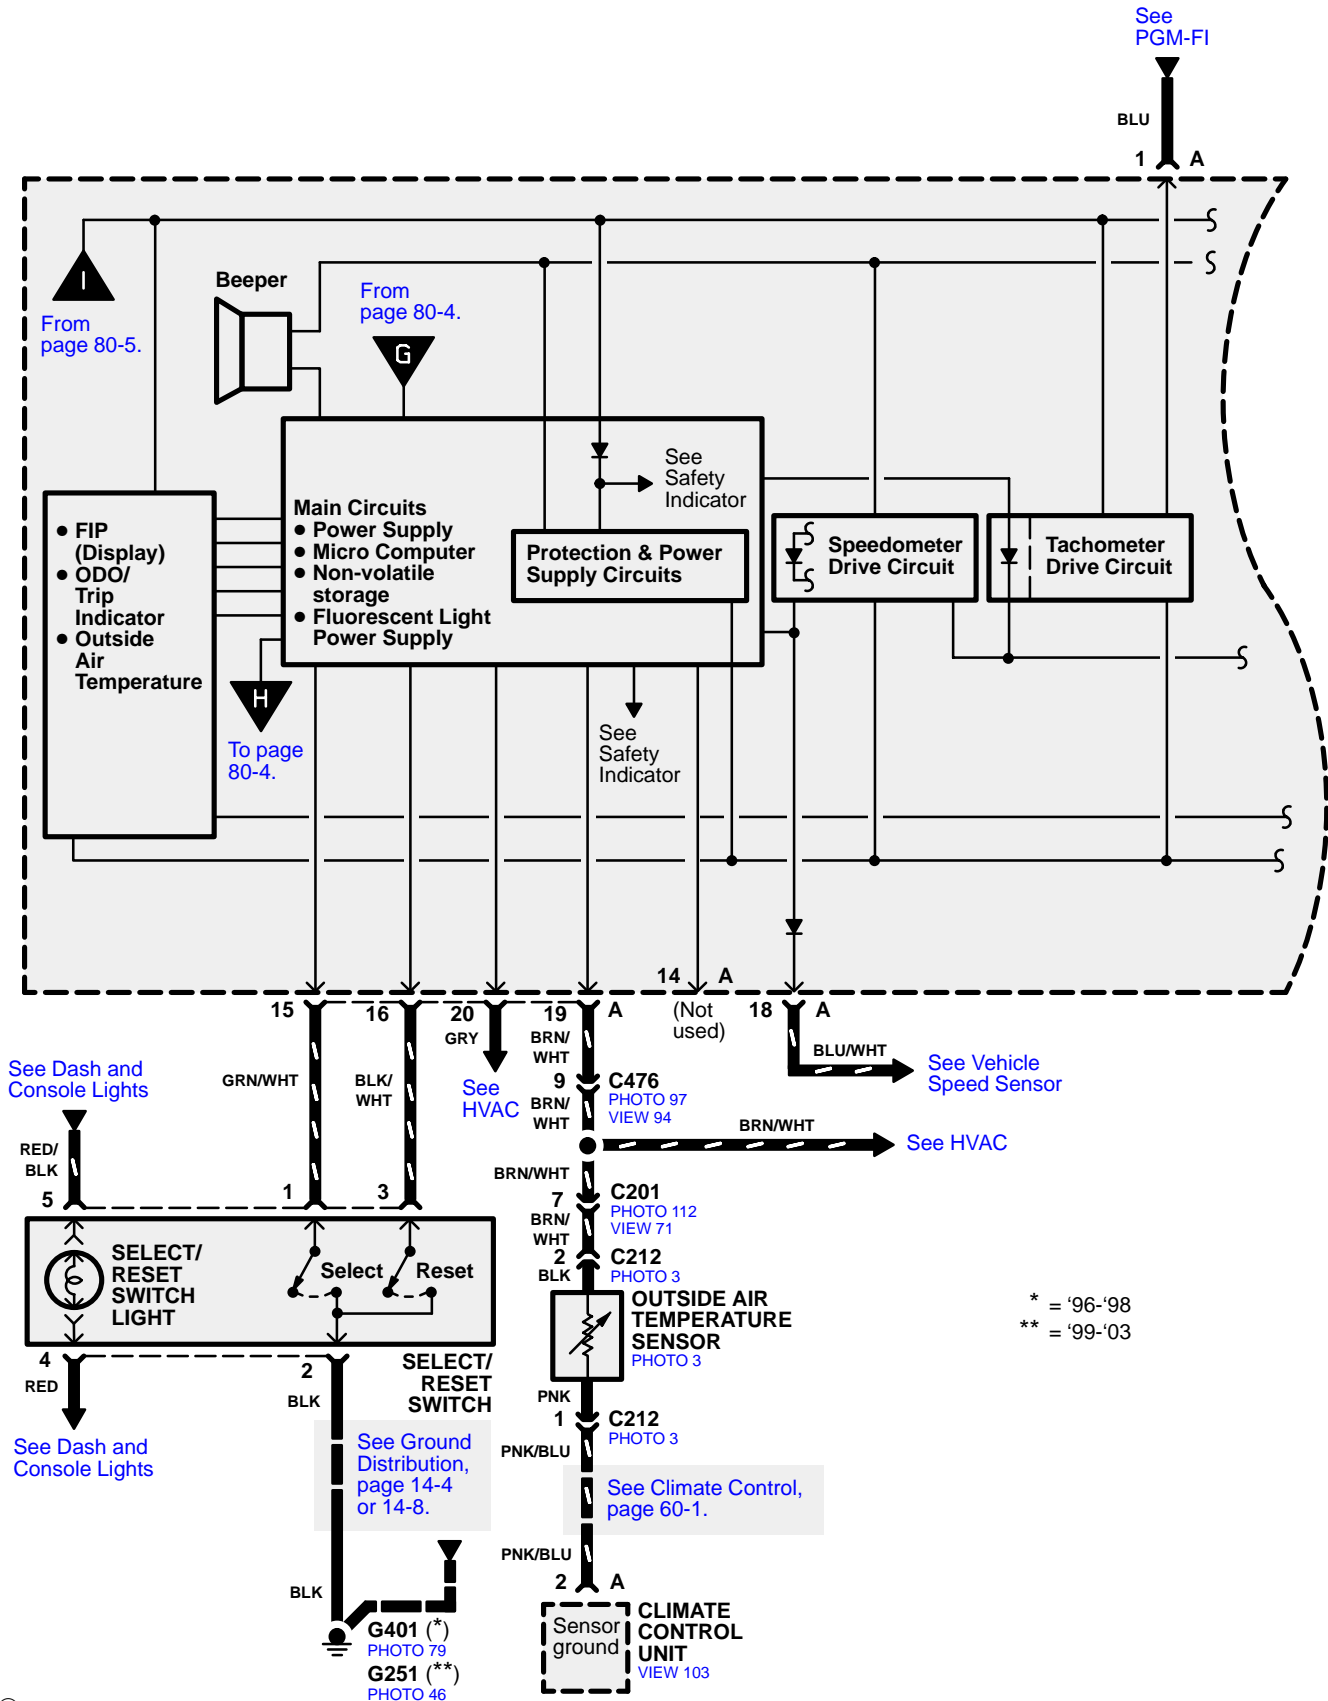 See
PGM-FI
BLU
1 A
Beeper
I
From
page 80-5.
From
page 80-4.
G
See
Safety
Indicator
Main Circuits
● Power Supply
● Micro Computer
● Non-volatile
storage
● Fluorescent Light
Power Supply
Protection & Power
Supply Circuits
Speedometer
Drive Circuit
Tachometer
Drive Circuit
● FIP
(Display)
● ODO/
Trip
Indicator
● Outside
Air
Temperature
H
To page
80-4.
See
Safety
Indicator
14 A
(Not
used)
15
16
20
19 A
18 A
GRY
BRN/
WHT
BLU/WHT
See Vehicle
Speed Sensor
See Dash and
Console Lights
GRN/WHT
BLK/
WHT
See
HVAC
9 C476
PHOTO 97
VIEW 94
BRN/
WHT
BRN/WHT
See HVAC
RED/
BLK
BRN/WHT
5
1
3
7 C201
PHOTO 112
VIEW 71
BRN/
WHT
2 C212
PHOTO 3
BLK
SELECT/
RESET
SWITCH
LIGHT
Select
Reset
OUTSIDE AIR
TEMPERATURE
SENSOR
PHOTO 3
* = ‘96-‘98
** = ‘99-‘03
4
RED
2
BLK
SELECT/
RESET
SWITCH
PNK
1 C212
PHOTO 3
See Dash and
Console Lights
See Ground
Distribution,
page 14-4
or 14-8.
PNK/BLU
See Climate Control,
page 60-1.
PNK/BLU
2 A
BLK
G401 (*)
PHOTO 79
G251 (**)
PHOTO 46
Sensor
ground
CLIMATE
CONTROL
UNIT
VIEW 103